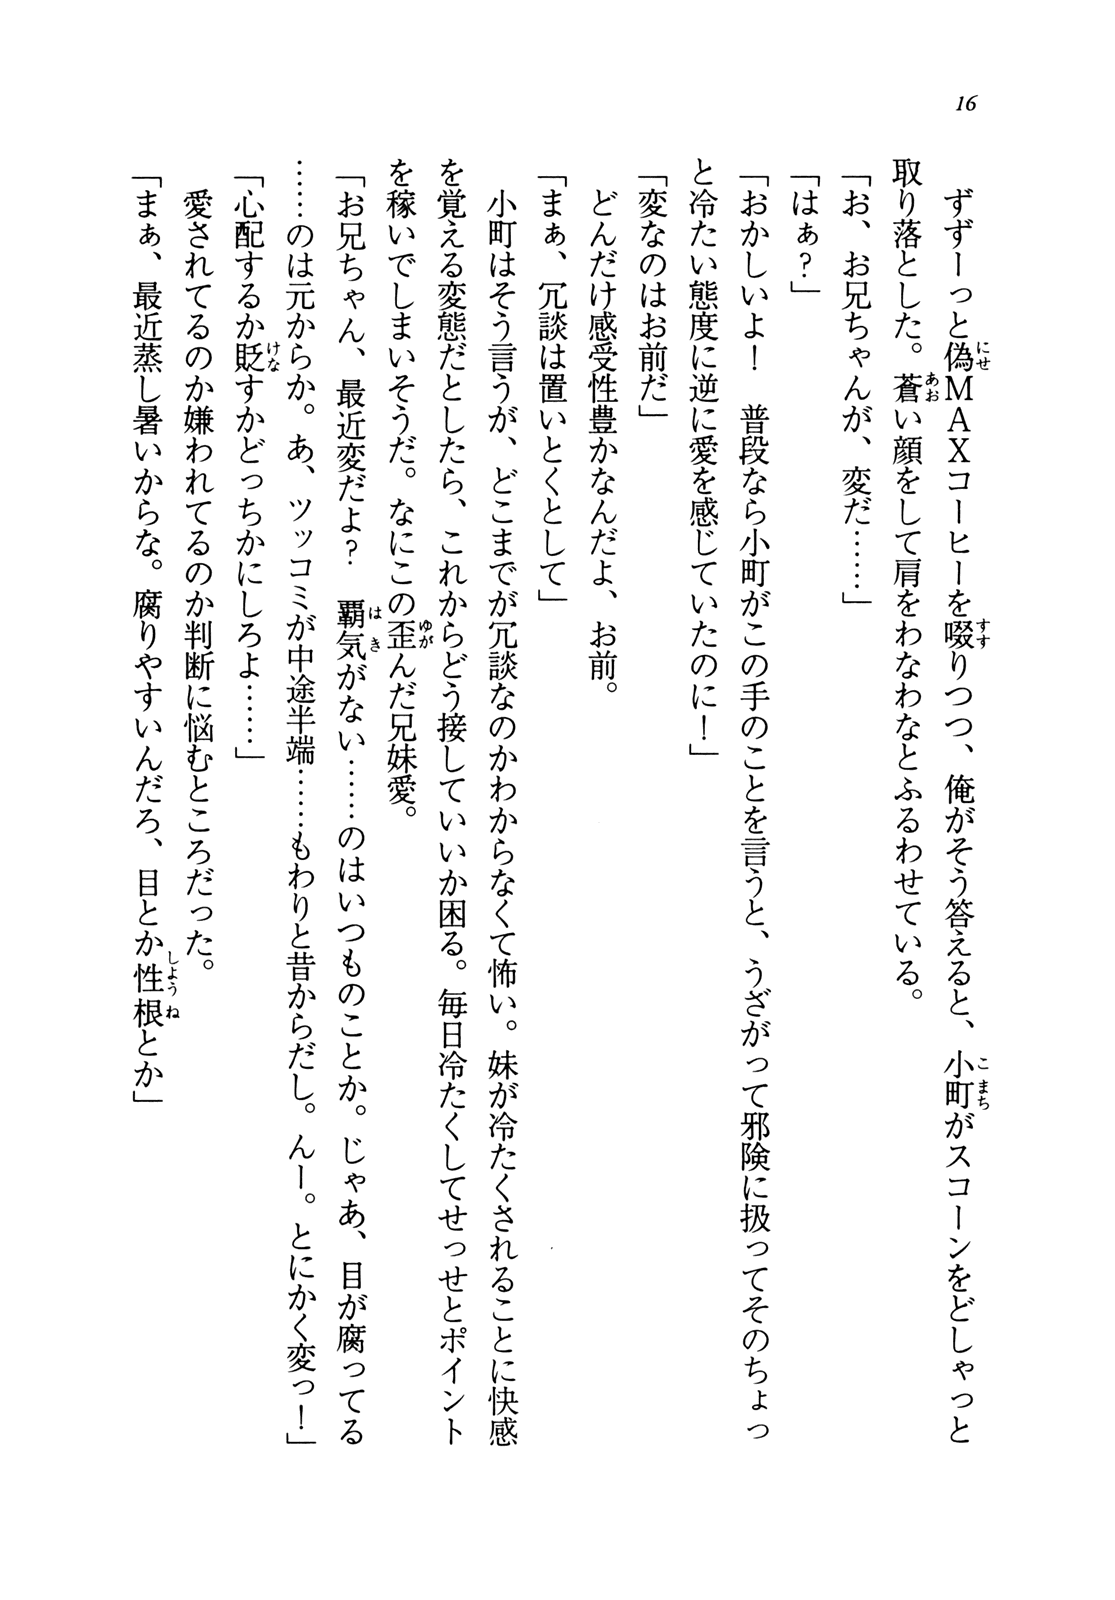 16
ずずーっと偽MAXコーヒーを啜りつつ、俺がそう答えると、小町がスコーンをどしゃっと
取り落とした。蒼い顔をして肩をわなわなとふるわせている。
「お、お兄ちゃんが、変だ……」
「はぁ？」
「おかしいよ！　普段なら小町がこの手のことを言うと、うざがって邪険に扱ってそのちょっ
と冷たい態度に逆に愛を感じていたのに！」
「変なのはお前だ」
どんだけ感受性豊かなんだよ、お前。
「まぁ、冗談は置いとくとして」
小町はそう言うが、どこまでが冗談なのかわからなくて怖い。妹が冷たくされることに快感
を覚える変態だとしたら、これからどう接していいか困る。毎日冷たくしてせっせとポイント
を稼いでしまいそうだ。なにこの歪んだ兄妹愛。
「お兄ちゃん、最近変だよ？　覇気がない……のはいつものことか。じゃあ、目が腐ってる
……のは元からか。あ、ツッコミが中途半端……もわりと昔からだし。んー。とにかく変っ！」
「心配するか貶すかどっちかにしろよ……」
愛されてるのか嫌われてるのか判断に悩むところだった。
「まぁ、最近蒸し暑いからな。腐りやすいんだろ、目とか性根とか」